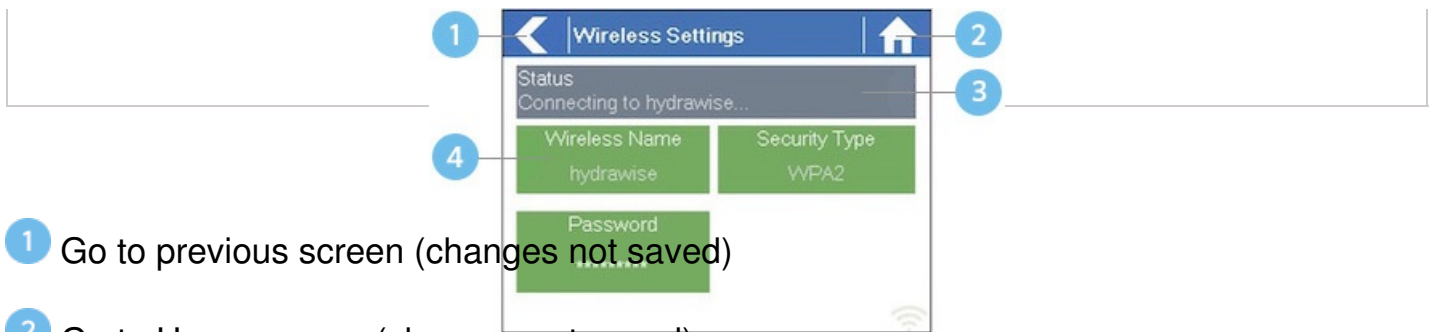 1
Wireless Settings
2
Status
Connecting to hydrawise...
3
Wireless Name
Security Type
4
hydrawise
WPA2
Password
*********
1 Go to previous screen (changes not saved)
2